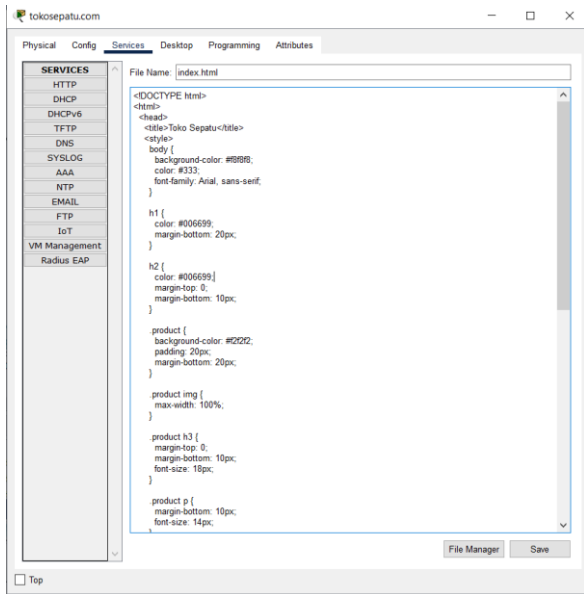 tokosepatu.com
Physical Config Services Desktop Programming Attributes
SERVICES
HTTP
DHCP
DHCPv6
TFTP
DNS
SYSLOG
AAA
NTP
EMAIL
FTP
IoT
VM Management
Radius EAP
File Name: index.html
<!DOCTYPE html>
<html>
<head>
<title>Toko Sepatu</title>
<style>
body {
background-color: #f8f8f8;
color: #333;
font-family: Arial, sans-serif;
}
h1 {
color: #006699;
margin-bottom: 20px;
}
h2 {
color: #006699;
margin-top: 0;
margin-bottom: 10px;
}
.product {
background-color: #f2f2f2;
padding: 20px;
margin-bottom: 20px;
}
.product img {
max-width: 100%;
}
.product h3 {
margin-top: 0;
margin-bottom: 10px;
font-size: 18px;
}
.product p {
margin-bottom: 10px;
font-size: 14px;
}
File Manager Save
Top